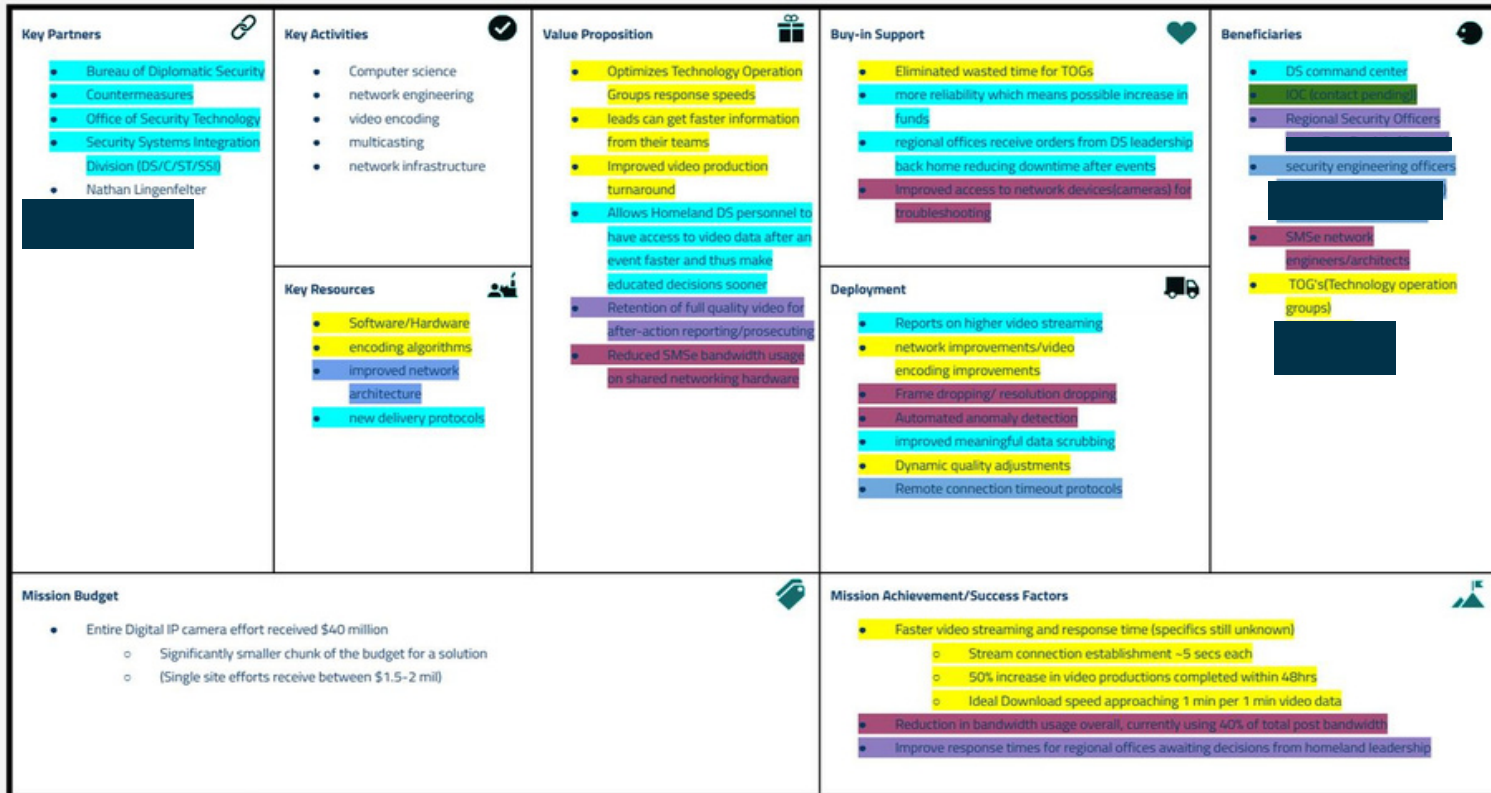 Key Partners
Bureau of Diplomatic Security
Countermeasures
Office of Security Technology
Security Systems Integration
Division (DS/C/ST/SSI)
Nathan Lingenfelter
Key Activities
Computer science
network engineering
video encoding
multicasting
network infrastructure
Key Resources
Software/Hardware
encoding algorithms
improved network
architecture
new delivery protocols
Value Proposition
Optimizes Technology Operation
Groups response speeds
leads can get faster information
from their teams
Improved video production
turnaround
Allows Homeland DS personnel to
have access to video data after an
event faster and thus make
educated decisions sooner
Retention of full quality video for
after-action reporting/prosecuting
Reduced SMSe bandwidth usage
on shared networking hardware
Buy-in Support
Eliminated wasted time for TOGs
more reliability which means possible increase in
funds
regional offices receive orders from DS leadership
back home reducing downtime after events
Improved access to network devices(cameras) for
troubleshooting
Deployment
Reports on higher video streaming
network improvements/video
encoding improvements
Frame dropping/ resolution dropping
Automated anomaly detection
improved meaningful data scrubbing
Dynamic quality adjustments
Remote connection timeout protocols
Beneficiaries
DS command center
IOC (contact pending)
Regional Security Officers
security engineering officers
SMSe network
engineers/architects
TOG's(Technology operation
groups)
Mission Budget
Entire Digital IP camera effort received $40 million
Significantly smaller chunk of the budget for a solution
(Single site efforts receive between $1.5-2 mil)
Mission Achievement/Success Factors
Faster video streaming and response time (specifics still unknown)
Stream connection establishment ~5 secs each
50% increase in video productions completed within 48hrs
Ideal Download speed approaching 1 min per 1 min video data
Reduction in bandwidth usage overall, currently using 40% of total post bandwidth
Improve response times for regional offices awaiting decisions from homeland leadership